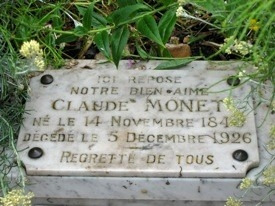 ICI REPOSE
NOTRE BIEN-AIMÉ
CLAUDE MONET
NÉ LE 14 NOVEMBRE 184
DÉCÉDÉ LE 5 DÉCEMBRE 1926
REGRETTÉ DE TOUS